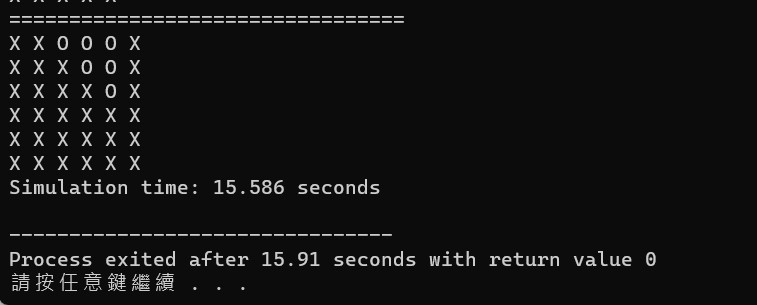 =================================
X X O O O X
X X X O O X
X X X X O X
X X X X X X
X X X X X X
X X X X X X
Simulation time: 15.586 seconds
--------------------------------
Process exited after 15.91 seconds with return value 0
請按任意鍵繼續 . . .